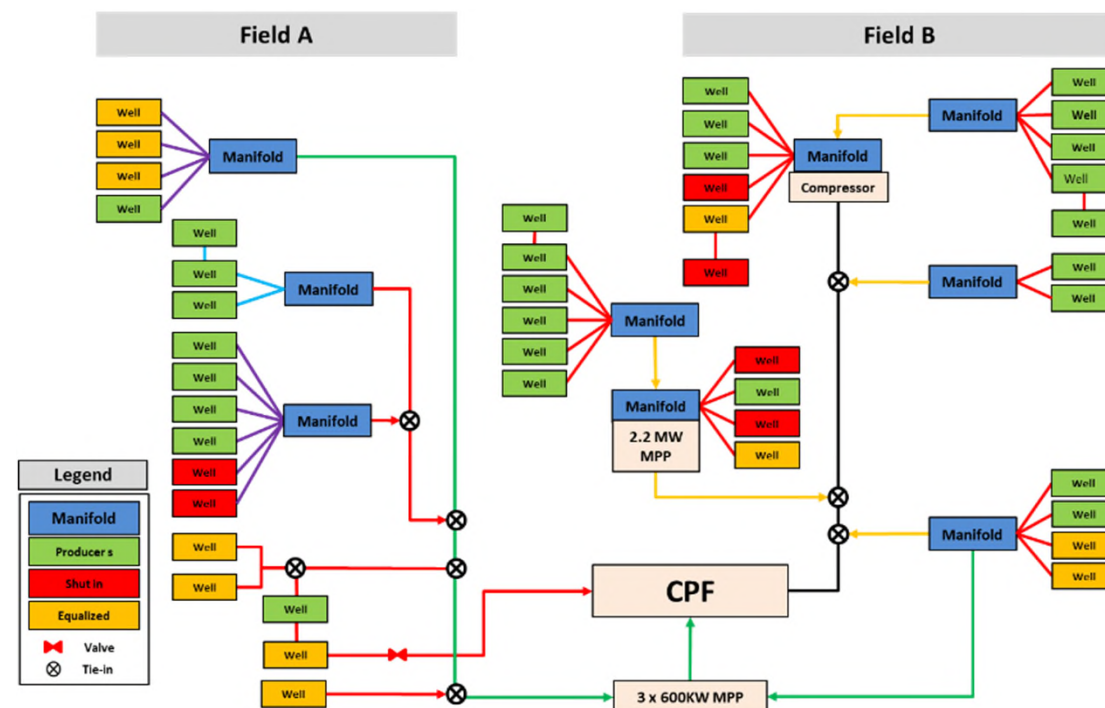 Field A
Well
Well
Well
Well
Manifold
Well
Well
Well
Manifold
Well
Well
Well
Well
Well
Well
Manifold
Well
Well
Well
Well
Well
Field B
Well
Well
Well
Well
Well
Well
Manifold
Compressor
Manifold
Well
Well
Well
Well
Well
Manifold
Well
Well
Well
Well
Well
Well
Well
Well
Manifold
Manifold
2.2 MW
MPP
Well
Well
Well
Well
Manifold
Well
Well
Well
Well
CPF
3 x 600KW MPP
Legend
Manifold
Producer s
Shut in
Equalized
Valve
Tie-in